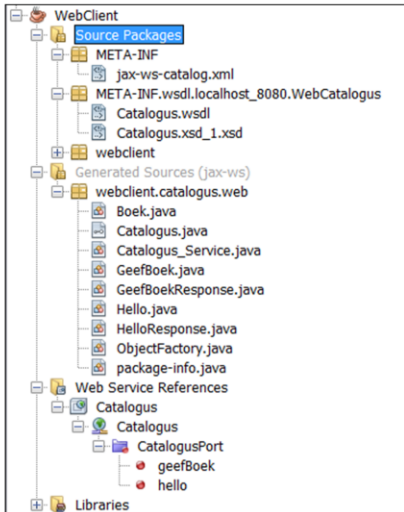 WebClient
Source Packages
META-INF
jax-ws-catalog.xml
META-INF.wsdl.localhost_8080.WebCatalogus
Catalogus.wsdl
Catalogus.xsd_1.xsd
webclient
Generated Sources (jax-ws)
webclient.catalogus.web
Boek.java
Catalogus.java
Catalogus_Service.java
GeefBoek.java
GeefBoekResponse.java
Hello.java
HelloResponse.java
ObjectFactory.java
package-info.java
Web Service References
Catalogus
Catalogus
CatalogusPort
geefBoek
hello
Libraries